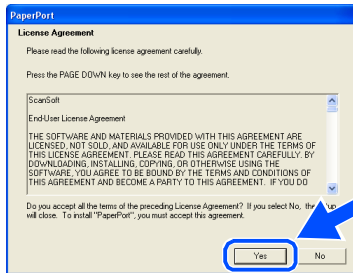 PaperPort
License Agreement
Please read the following license agreement carefully.
Press the PAGE DOWN key to see the rest of the agreement.
ScanSoft
End-User License Agreement
THE SOFTWARE AND MATERIALS PROVIDED WITH THIS AGREEMENT ARE
LICENSED, NOT SOLD, AND AVAILABLE FOR USE ONLY UNDER THE TERMS OF
THIS LICENSE AGREEMENT. PLEASE READ THIS AGREEMENT CAREFULLY. BY
DOWNLOADING, INSTALLING, COPYING, OR OTHERWISE USING THE
SOFTWARE, YOU AGREE TO BE BOUND BY THE TERMS AND CONDITIONS OF
THIS AGREEMENT AND BECOME A PARTY TO THIS AGREEMENT. IF YOU DO
Do you accept all the terms of the preceding License Agreement? If you select No, the
will close. To install "PaperPort", you must accept this agreement.
Yes
No